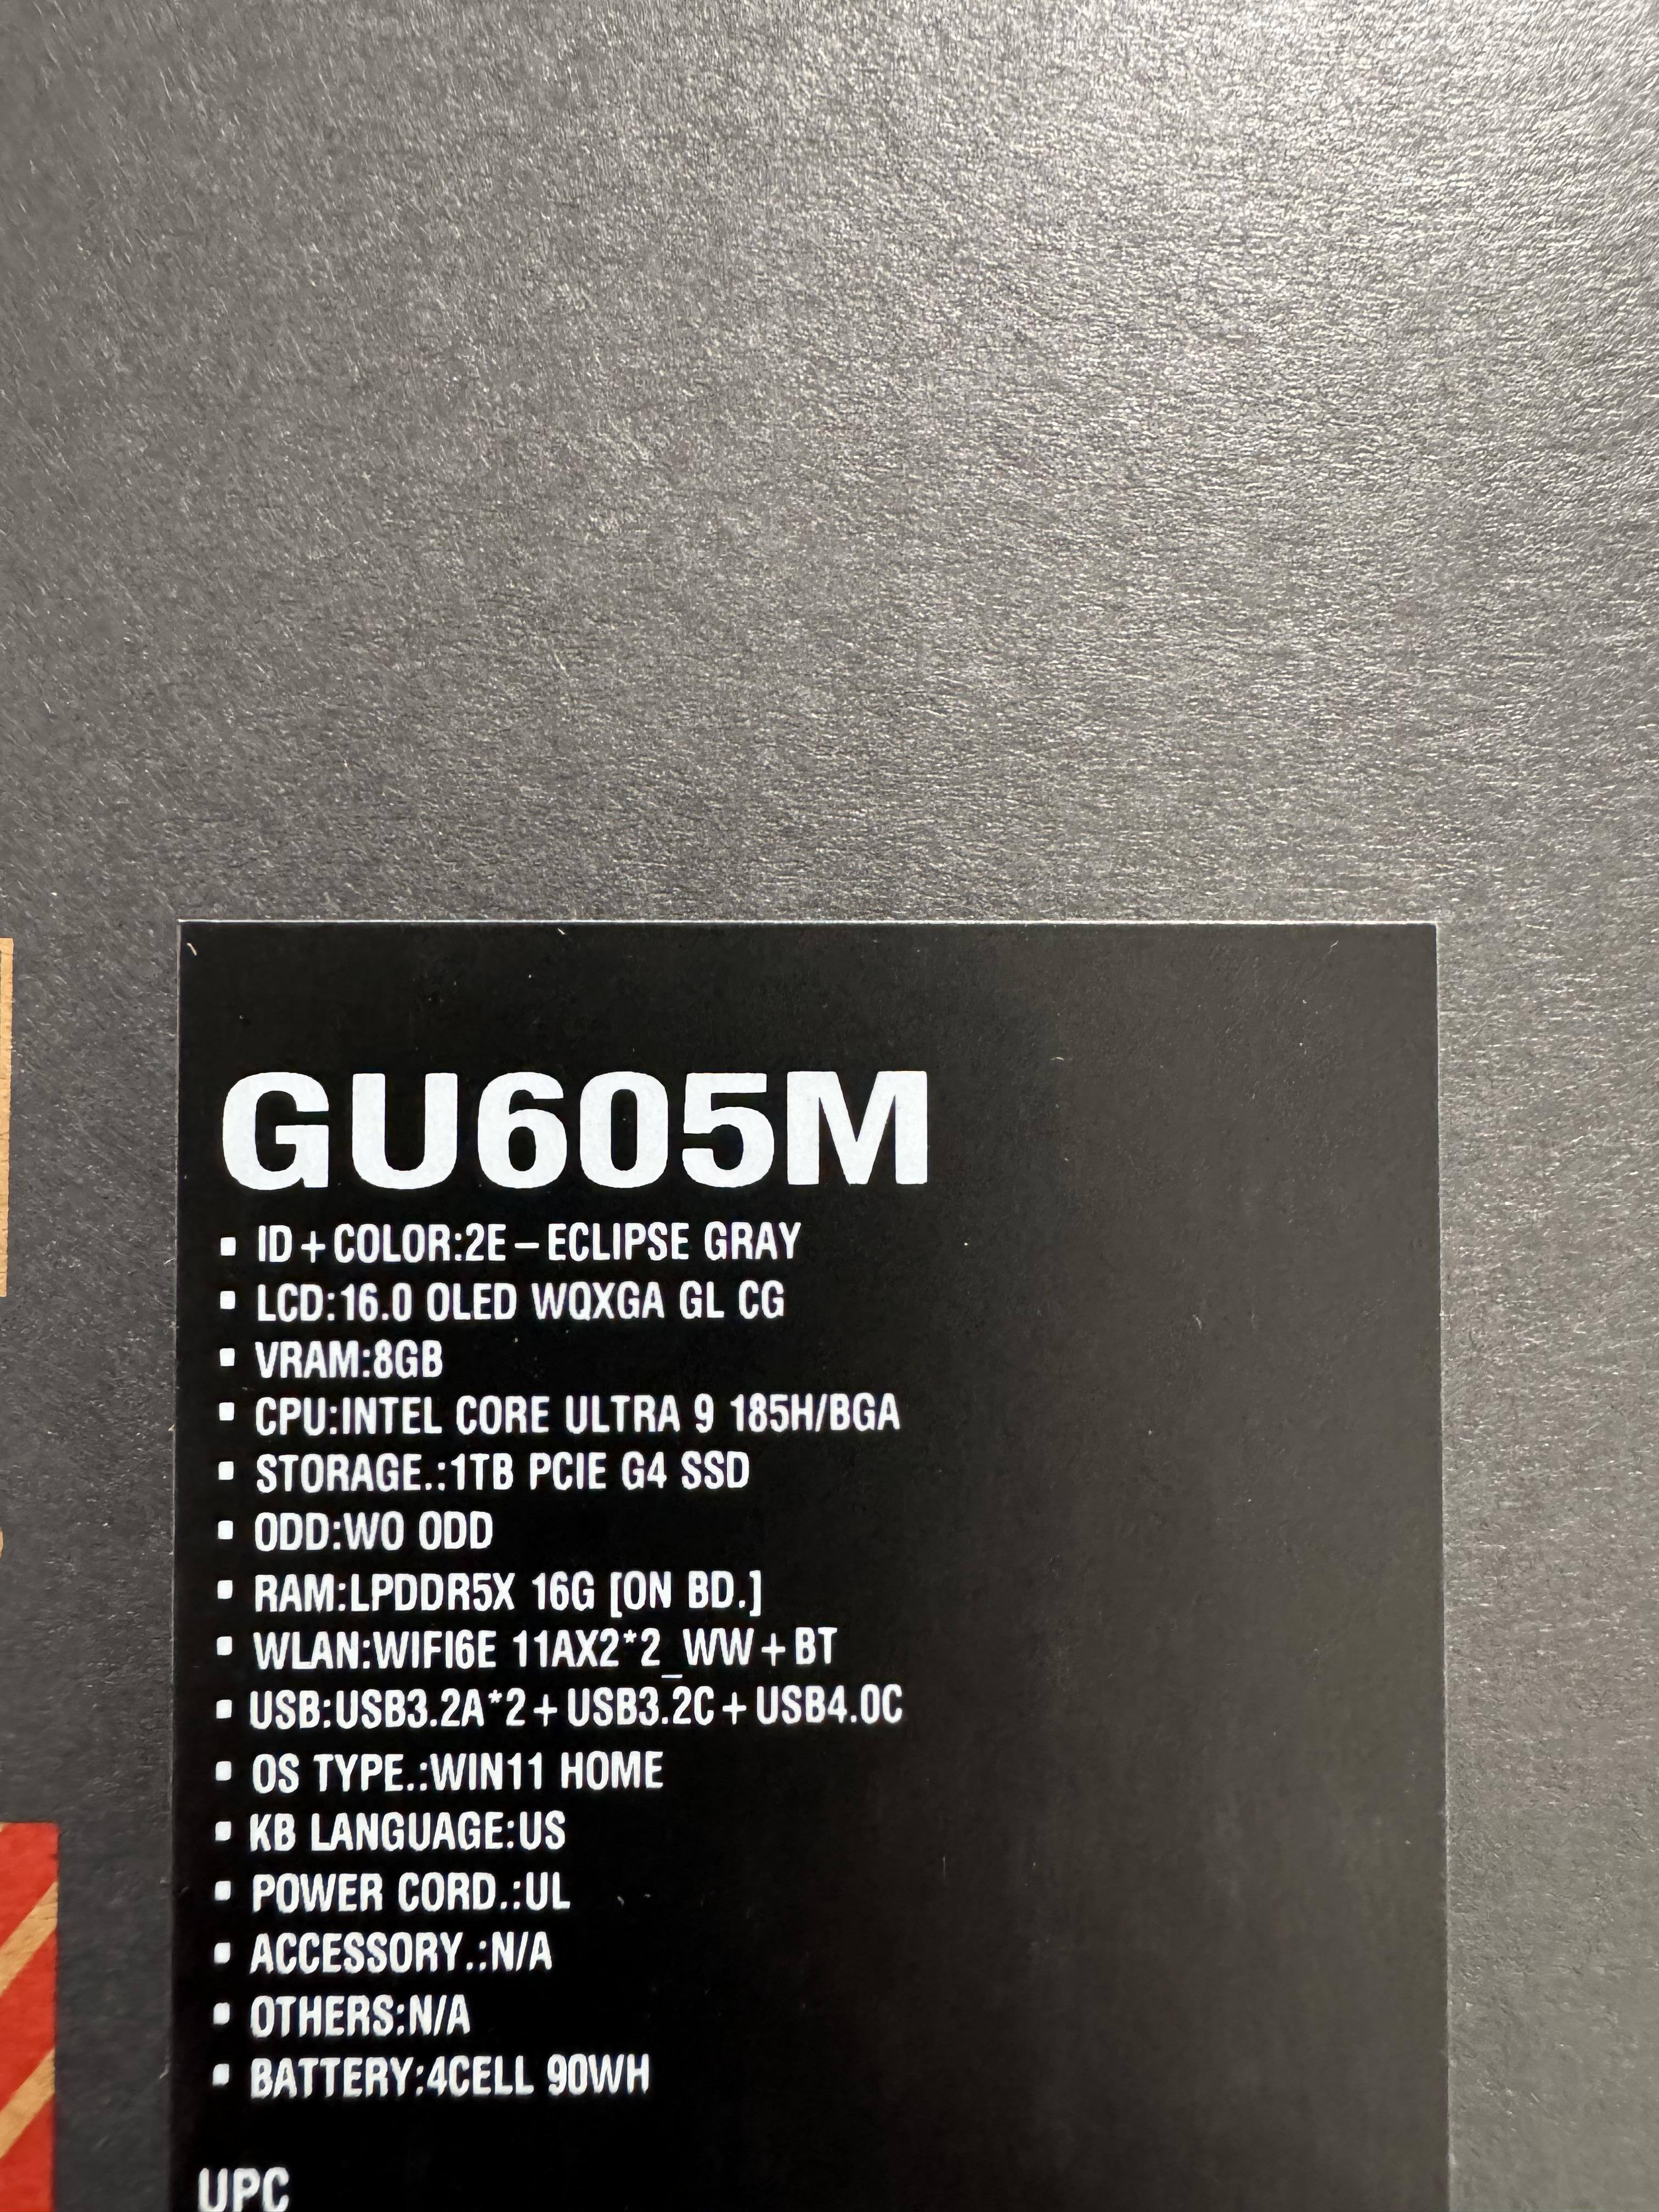 GU605M
▪ ID+COLOR:2E–ECLIPSE GRAY
▪ LCD:16.0 OLED WQXGA GL CG
▪ VRAM:8GB
▪ CPU:INTEL CORE ULTRA 9 185H/BGA
▪ STORAGE.:1TB PCIE G4 SSD
▪ ODD:WO ODD
▪ RAM:LPDDR5X 16G [ON BD.]
▪ WLAN:WIFI6E 11AX2*2_WW+BT
▪ USB:USB3.2A*2+USB3.2C+USB4.0C
▪ OS TYPE.:WIN11 HOME
▪ KB LANGUAGE:US
▪ POWER CORD.:UL
▪ ACCESSORY.:N/A
▪ OTHERS:N/A
▪ BATTERY:4CELL 90WH
UPC